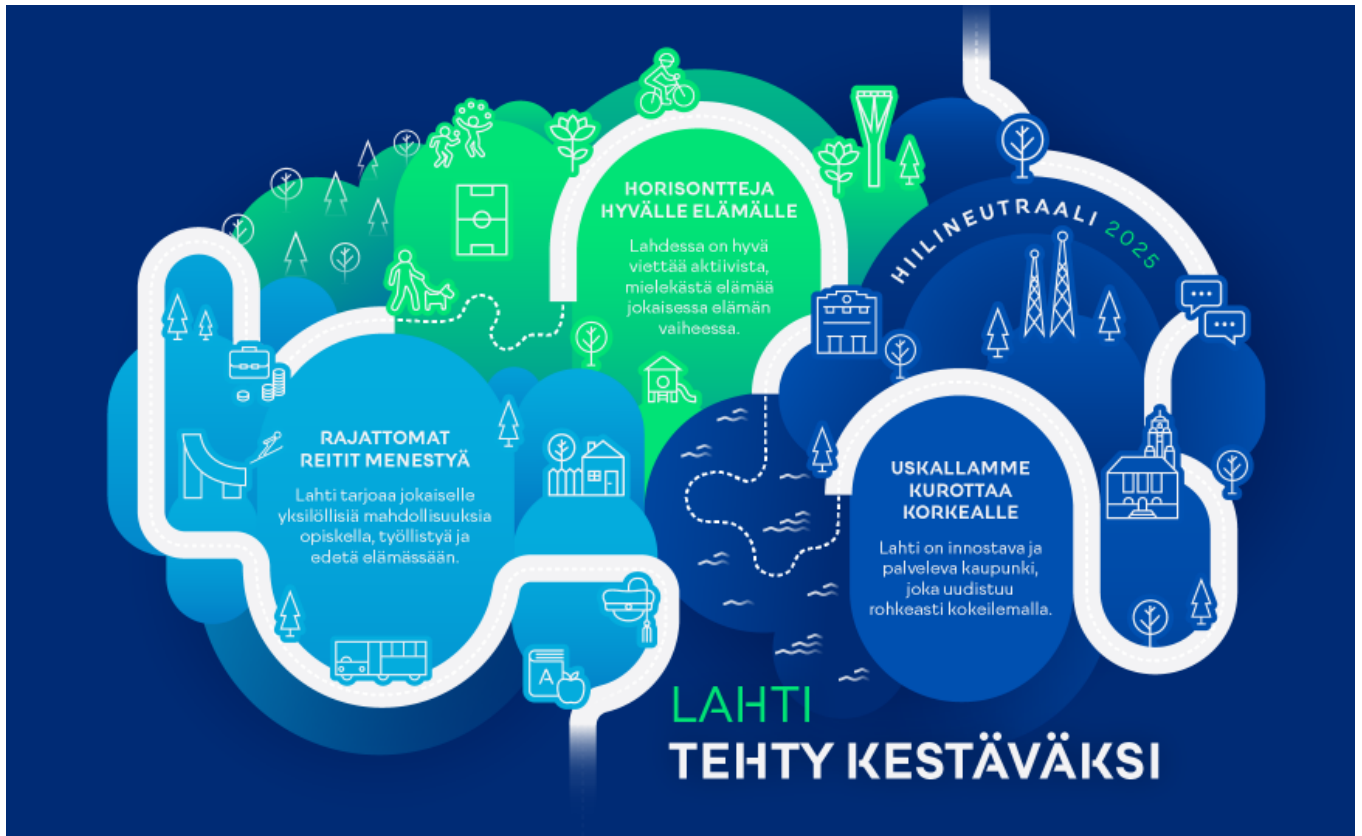 HORISONTTEJA
HYVÄLLE ELÄMÄLLE
Lahdessa on hyvä
viettää aktiivista,
mielekästä elämää
jokaisessa elämän
vaiheessa.
HIILINEUTRAALI 2025
RAJATTOMAT
REITIT MENESTYÄ
Lahti tarjoaa jokaiselle
yksilöllisiä mahdollisuuksia
opiskella, työllistyä ja
edetä elämässään.
USKALLAMME
KUROTTAA
KORKEALLE
Lahti on innostava ja
palveleva kaupunki,
joka uudistuu
rohkeasti kokeilemalla.
A
LAHTI
TEHTY KESTÄVÄKSI